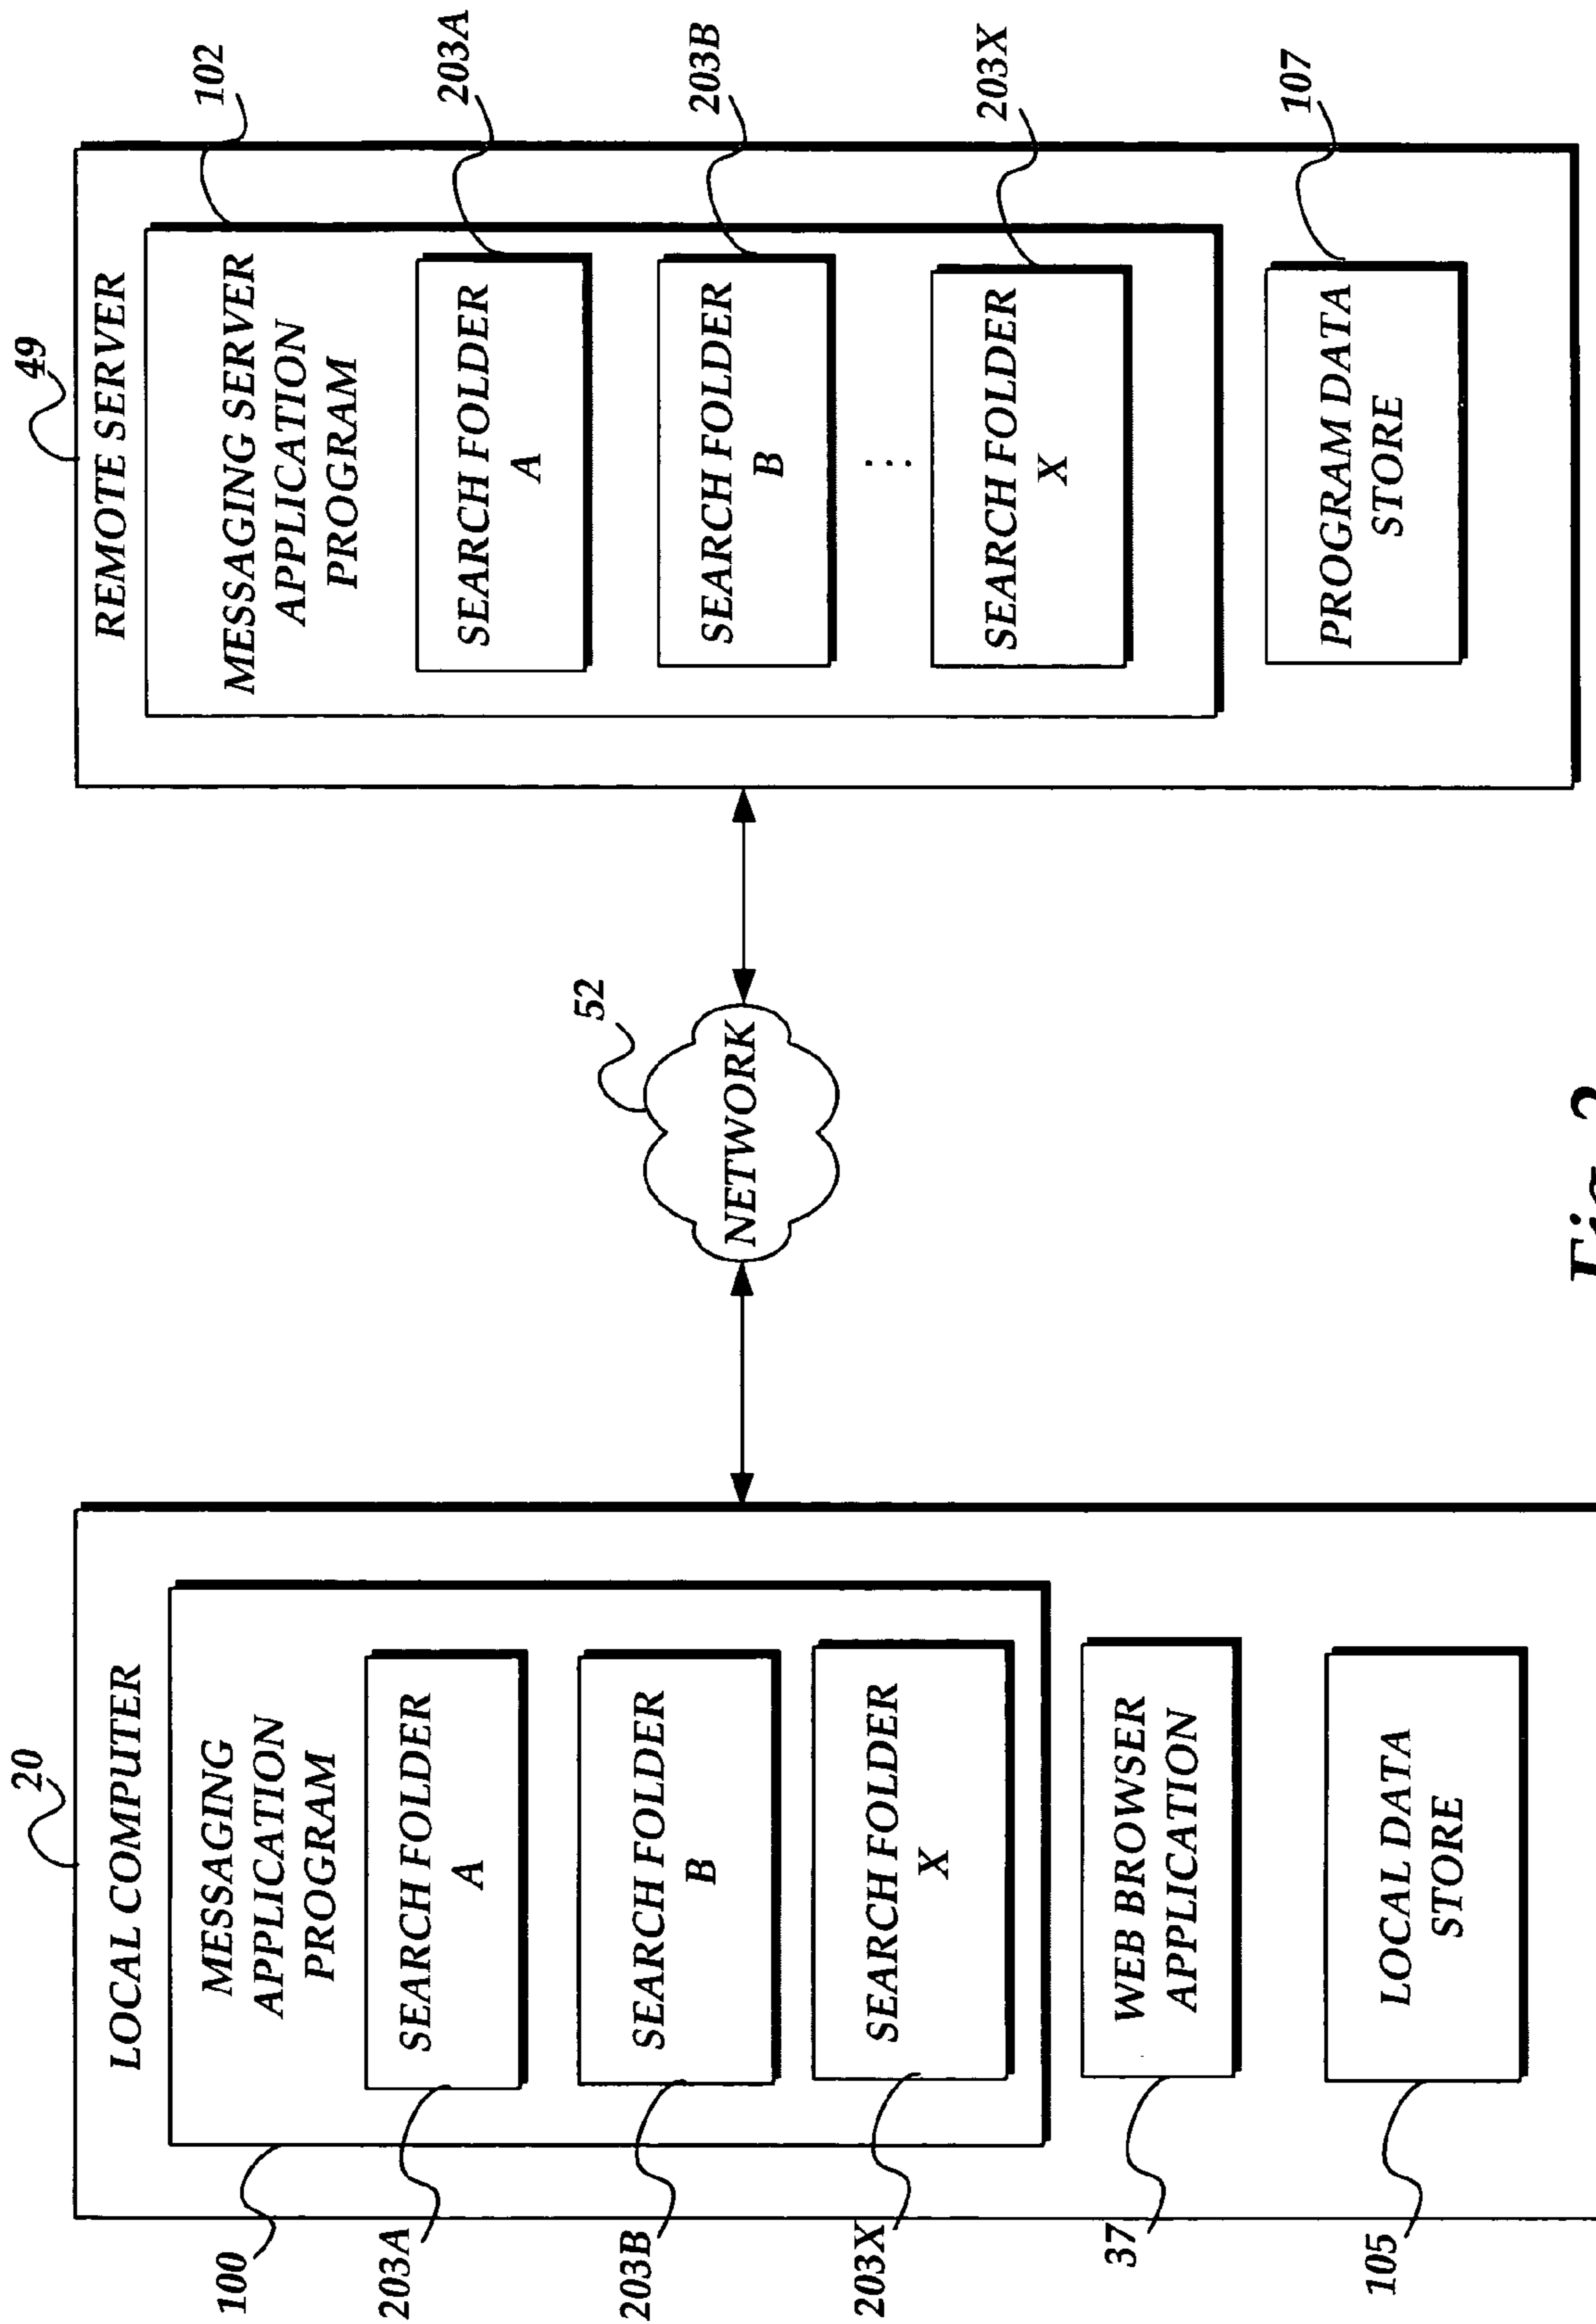 20
LOCAL COMPUTER
MESSAGING
APPLICATION
PROGRAM
SEARCH FOLDER
A
SEARCH FOLDER
B
SEARCH FOLDER
X
WEB BROWSER
APPLICATION
LOCAL DATA
STORE
100
203A
203B
203X
37
105
52
NETWORK
49
REMOTE SERVER
MESSAGING SERVER
APPLICATION
PROGRAM
SEARCH FOLDER
A
SEARCH FOLDER
B
⋮
SEARCH FOLDER
X
PROGRAM DATA
STORE
102
203A
203B
203X
107
Fig. 2